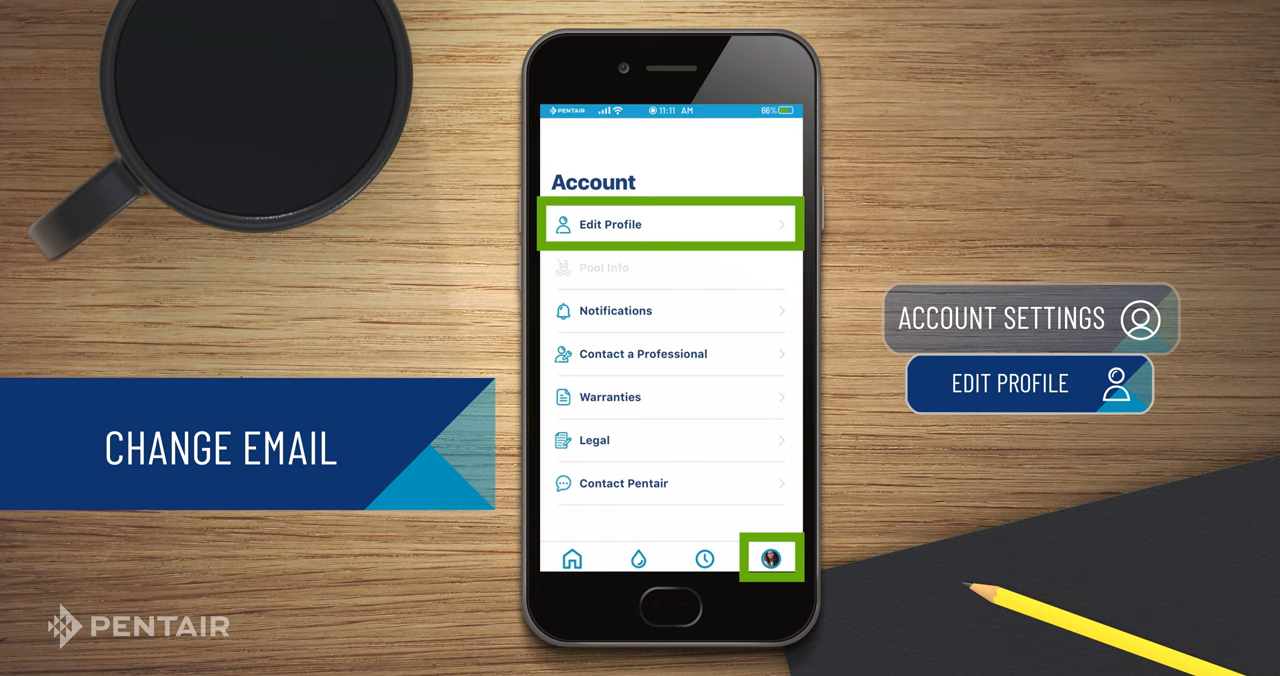 PENTAIR
11:11 AM
66%
Account
Edit Profile
Pool Info
Notifications
Contact a Professional
Warranties
Legal
Contact Pentair
ACCOUNT SETTINGS
EDIT PROFILE
CHANGE EMAIL
PENTAIR